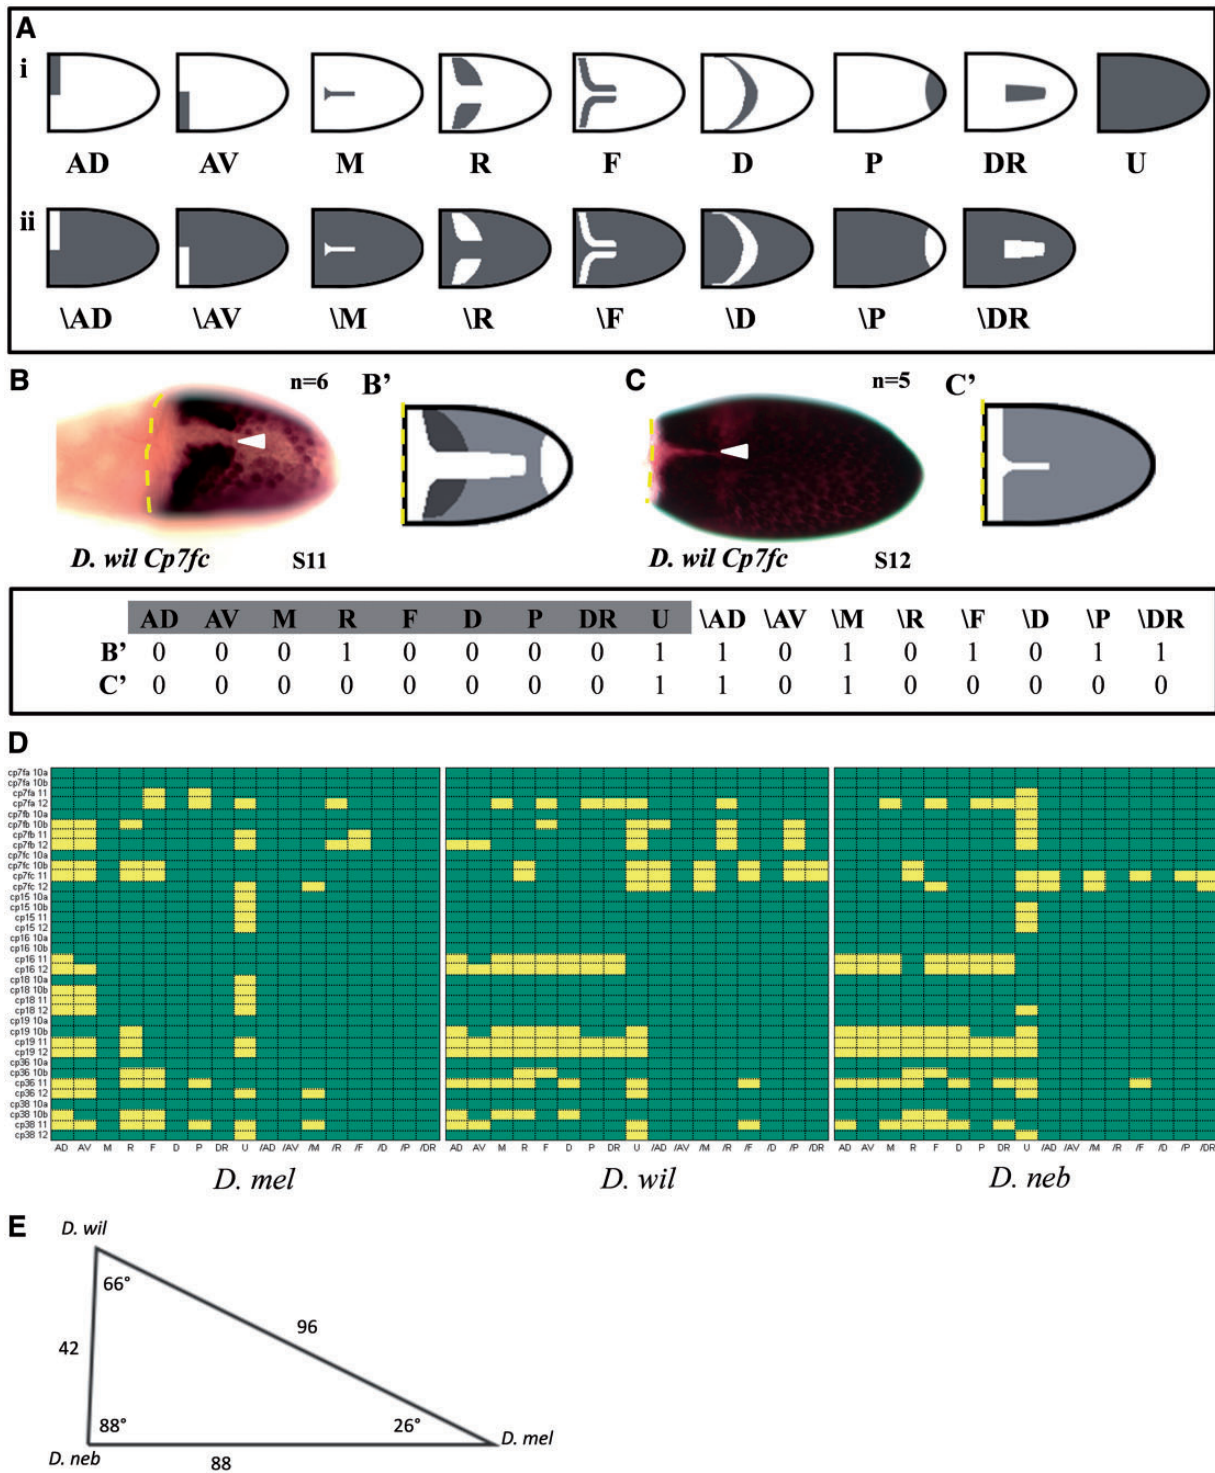 A
i
AD AV M R F D P DR U
ii
\AD \AV \M \R \F \D \P \DR
B n=6 B’ C n=5 C’
D. wil Cp7fc S11 D. wil Cp7fc S12
AD AV M R F D P DR U \AD \AV \M \R \F \D \P \DR
B’ 0 0 0 1 0 0 0 0 1 1 0 1 0 1 0 1 1
C’ 0 0 0 0 0 0 0 0 1 1 0 1 0 0 0 0 0
D
cp7fa 10a
cp7fa 10b
cp7fa 11
cp7fa 12
cp7fb 10a
cp7fb 10b
cp7fb 11
cp7fb 12
cp7fc 10a
cp7fc 10b
cp7fc 11
cp7fc 12
cp15 10a
cp15 10b
cp15 11
cp15 12
cp16 10a
cp16 10b
cp16 11
cp16 12
cp18 10a
cp18 10b
cp18 11
cp18 12
cp19 10a
cp19 10b
cp19 11
cp19 12
cp36 10a
cp36 10b
cp36 11
cp36 12
cp38 10a
cp38 10b
cp38 11
cp38 12
AD AV M R F D P DR U /AD /AV /M /R /F /D /P /DR AD AV M R F D P DR U /AD /AV /M /R /F /D /P /DR AD AV M R F D P DR U /AD /AV /M /R /F /D /P /DR
D. mel D. wil D. neb
E
D. wil
66°
96
42
88° 26°
D. mel
D. neb
88